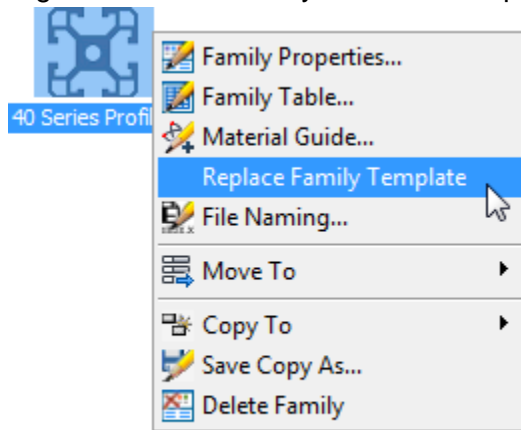 40 Series Profil
Family Properties...
Family Table...
Material Guide...
Replace Family Template
File Naming...
Move To
Copy To
Save Copy As...
Delete Family